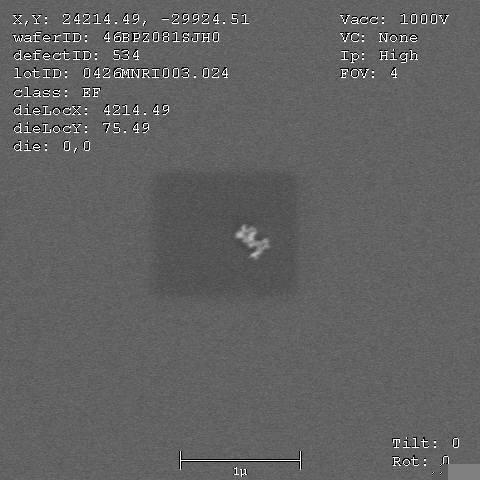 X,Y: 24214.49, -29924.51
waferID: 46BPZ081SJH0
defectID: 534
lotID: 0426MNRI003.024
class: EF
dieLocX: 4214.49
dieLocY: 75.49
die: 0,0
Vacc: 1000V
VC: None
Ip: High
FOV: 4
Tilt: 0
Rot: 0
1μ